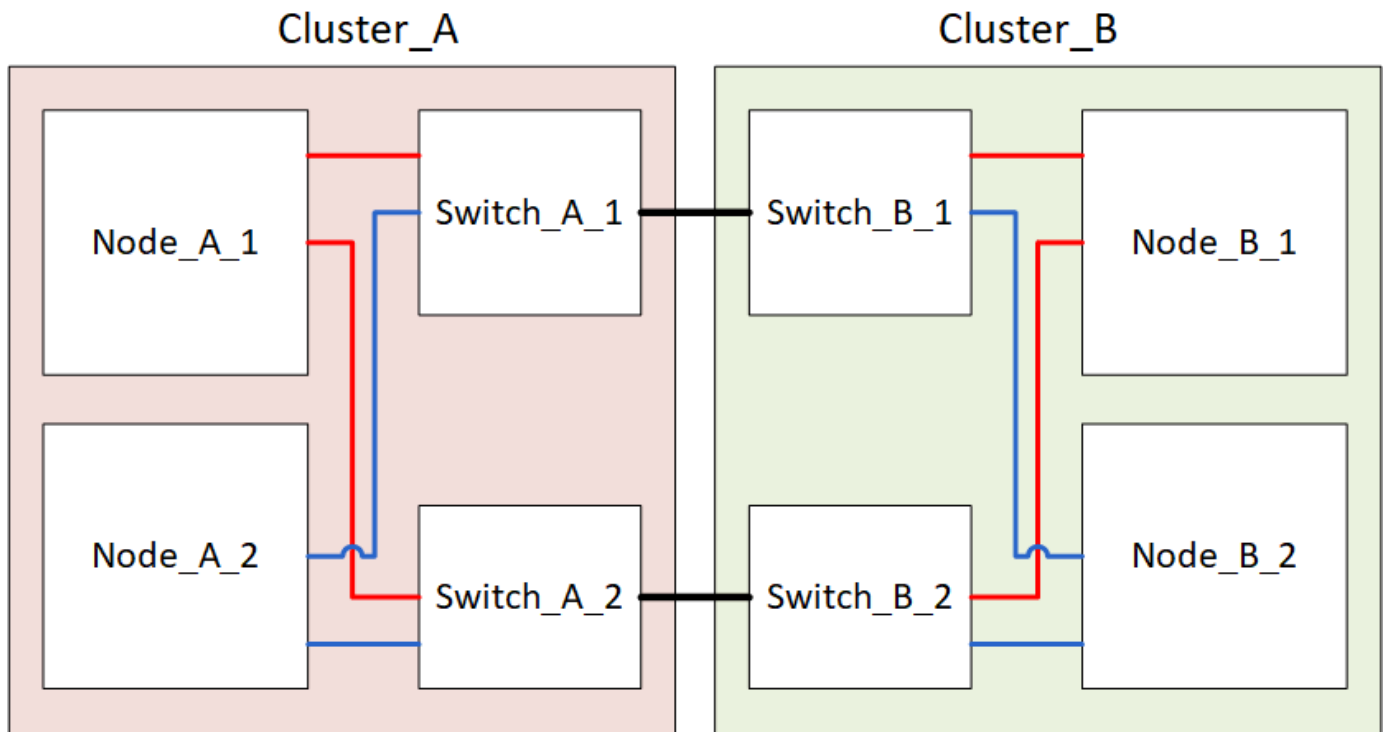 Cluster_A
Cluster_B
Node_A_1
Switch_A_1
Switch_B_1
Node_B_1
Node_A_2
Switch_A_2
Switch_B_2
Node_B_2